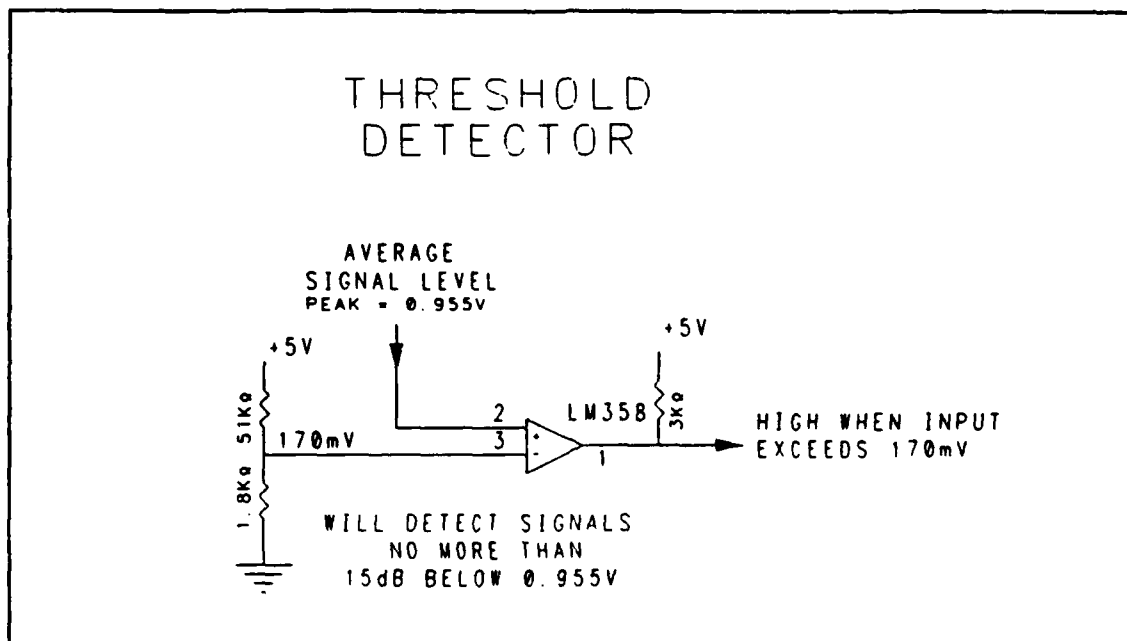 THRESHOLD
DETECTOR
AVERAGE
SIGNAL LEVEL
PEAK = 0.955V
+5V
+5V
51KΩ
170mV
2
3
+
-
LM358
1
3KΩ
HIGH WHEN INPUT
EXCEEDS 170mV
1.8KΩ
WILL DETECT SIGNALS
NO MORE THAN
15dB BELOW 0.955V